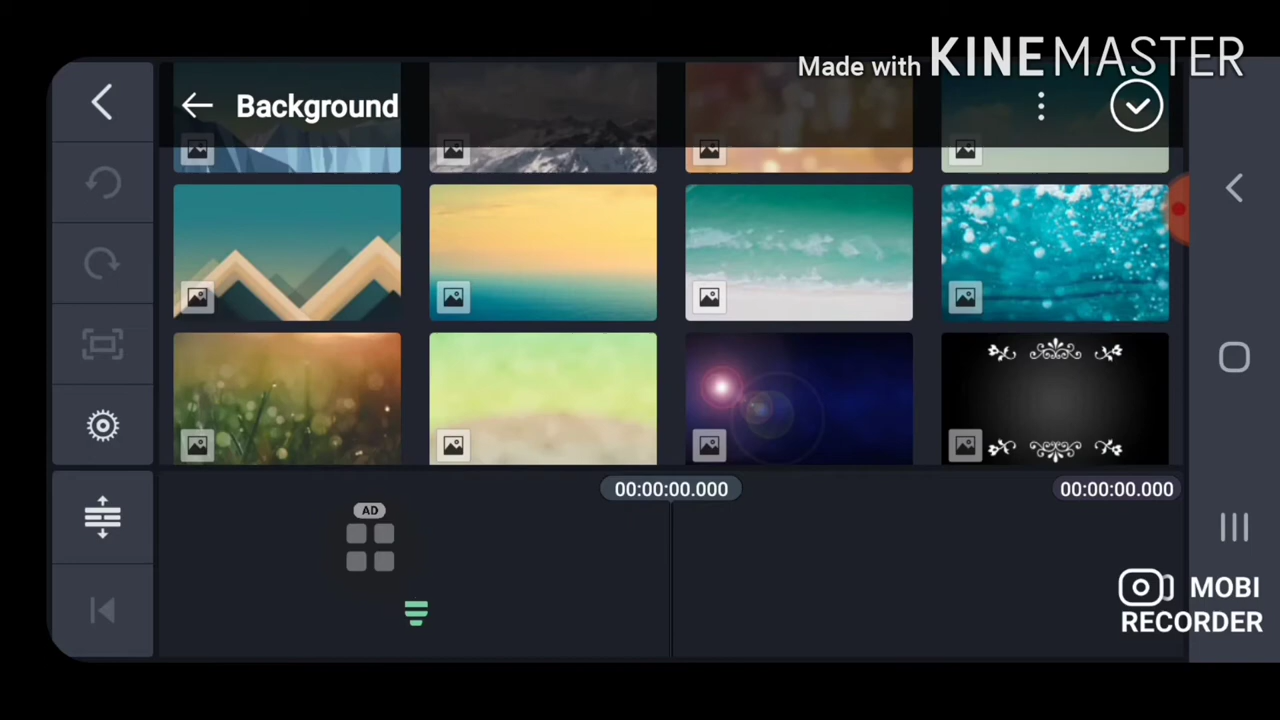 Made with KINEMASTER
Background
00:00:00.000
00:00:00.000
AD
MOBI
RECORDER